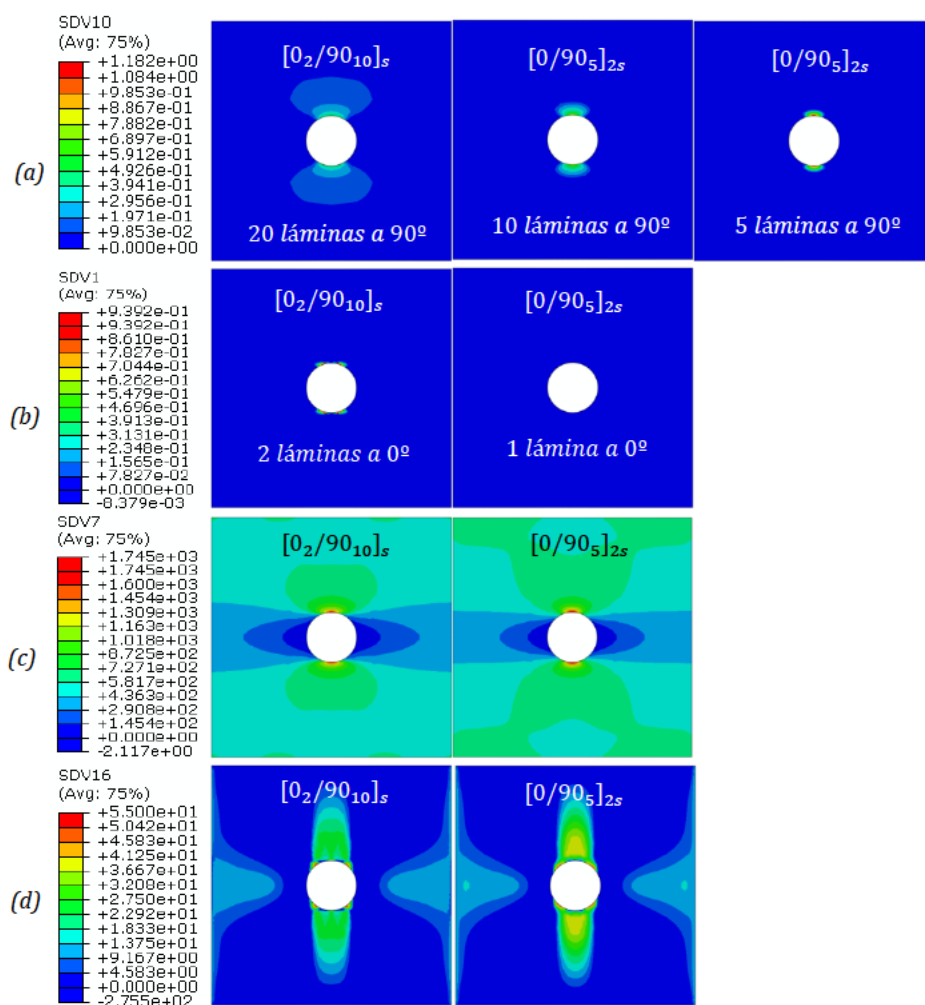 SDV10
(Avg: 75%)
+1.182e+00
+1.084e+00
+9.853e-01
+8.867e-01
+7.882e-01
+6.897e-01
+5.912e-01
+4.926e-01
+3.941e-01
+2.956e-01
+1.971e-01
+9.853e-02
+0.000e+00
(a)
[0₂/90₁₀]ₛ
20 láminas a 90º
[0/90₅]₂ₛ
10 láminas a 90º
[0/90₅]₂ₛ
5 láminas a 90º
SDV1
(Avg: 75%)
+9.392e-01
+9.392e-01
+8.610e-01
+7.827e-01
+7.044e-01
+6.262e-01
+5.479e-01
+4.696e-01
+3.913e-01
+3.131e-01
+2.348e-01
+1.565e-01
+7.827e-02
+0.000e+00
-8.379e-03
(b)
[0₂/90₁₀]ₛ
2 láminas a 0º
[0/90₅]₂ₛ
1 lámina a 0º
SDV7
(Avg: 75%)
+1.745e+03
+1.745e+03
+1.600e+03
+1.454e+03
+1.309e+03
+1.163e+03
+1.018e+03
+8.725e+02
+7.271e+02
+5.817e+02
+4.363e+02
+2.908e+02
+1.454e+02
+0.000e+00
-2.117e+00
(c)
[0₂/90₁₀]ₛ
[0/90₅]₂ₛ
SDV16
(Avg: 75%)
+5.500e+01
+5.042e+01
+4.583e+01
+4.125e+01
+3.667e+01
+3.208e+01
+2.750e+01
+2.292e+01
+1.833e+01
+1.375e+01
+9.167e+00
+4.583e+00
+0.000e+00
-2.755e+02
(d)
[0₂/90₁₀]ₛ
[0/90₅]₂ₛ